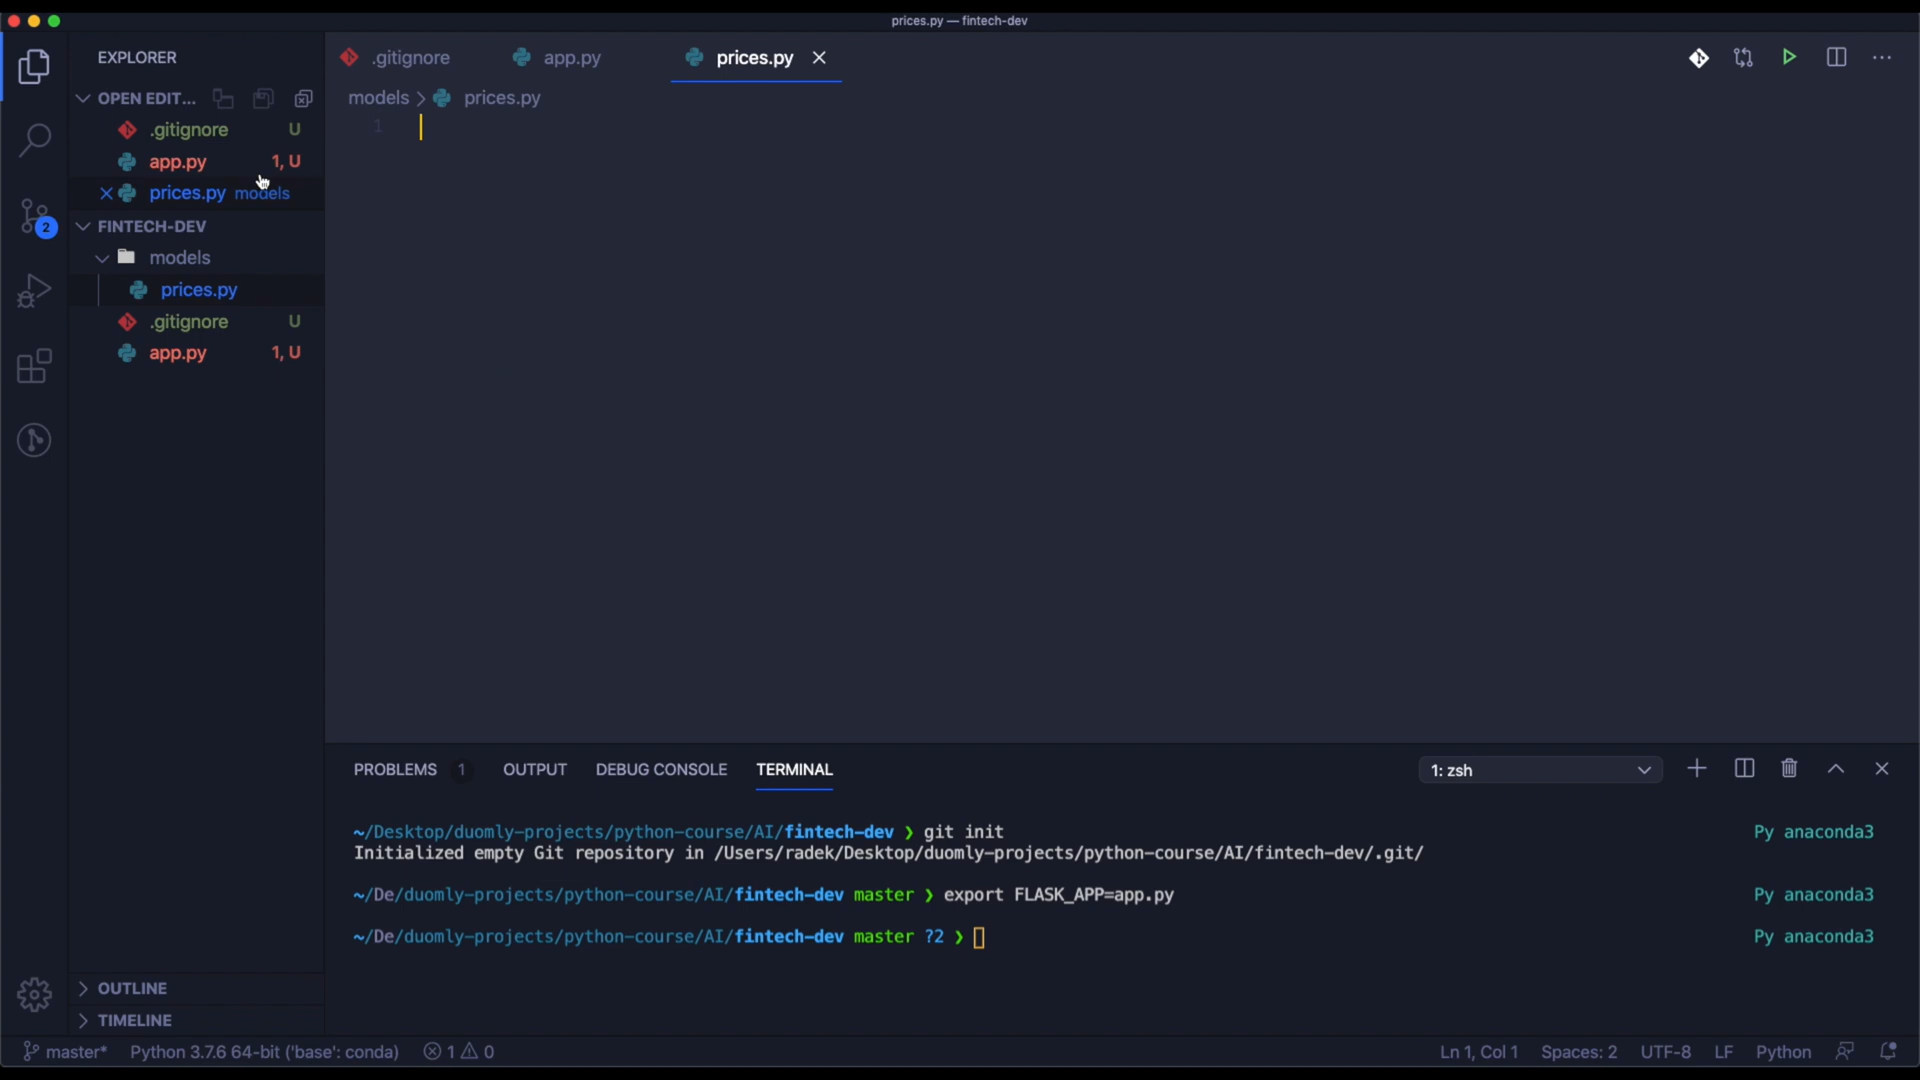 prices.py — fintech-dev
EXPLORER
.gitignore
app.py
prices.py
OPEN EDIT...
models
prices.py
.gitignore U
1
app.py 1, U
prices.py models
FINTECH-DEV
models
prices.py
.gitignore U
app.py 1, U
PROBLEMS 1
OUTPUT
DEBUG CONSOLE
TERMINAL
1: zsh
~/Desktop/duomly-projects/python-course/AI/fintech-dev ❯ git init Py anaconda3
Initialized empty Git repository in /Users/radek/Desktop/duomly-projects/python-course/AI/fintech-dev/.git/
~/De/duomly-projects/python-course/AI/fintech-dev master ❯ export FLASK_APP=app.py Py anaconda3
~/De/duomly-projects/python-course/AI/fintech-dev master ?2 ❯ Py anaconda3
2
OUTLINE
TIMELINE
master* Python 3.7.6 64-bit ('base': conda) 1 0 Ln 1, Col 1 Spaces: 2 UTF-8 LF Python